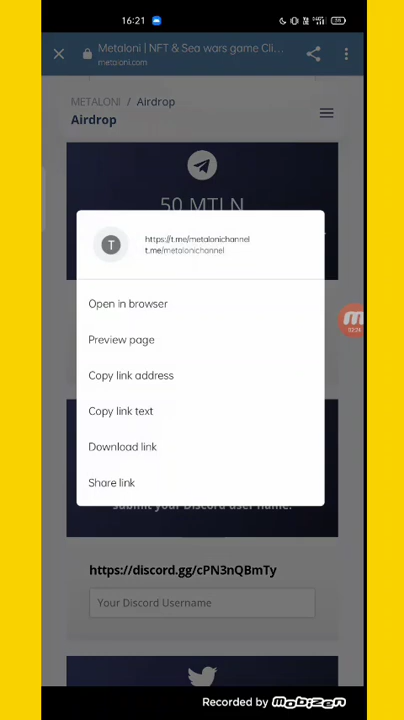 16:21
Metaloni | NFT & Sea wars game Cli...
metaloni.com
METALONI / Airdrop
Airdrop
50 MTLN
T
https://t.me/metalonichannel
t.me/metalonichannel
Open in browser
Preview page
Copy link address
Copy link text
Download link
Share link
submit your Discord user name.
https://discord.gg/cPN3nQBmTy
Your Discord Username
Recorded by mobizen